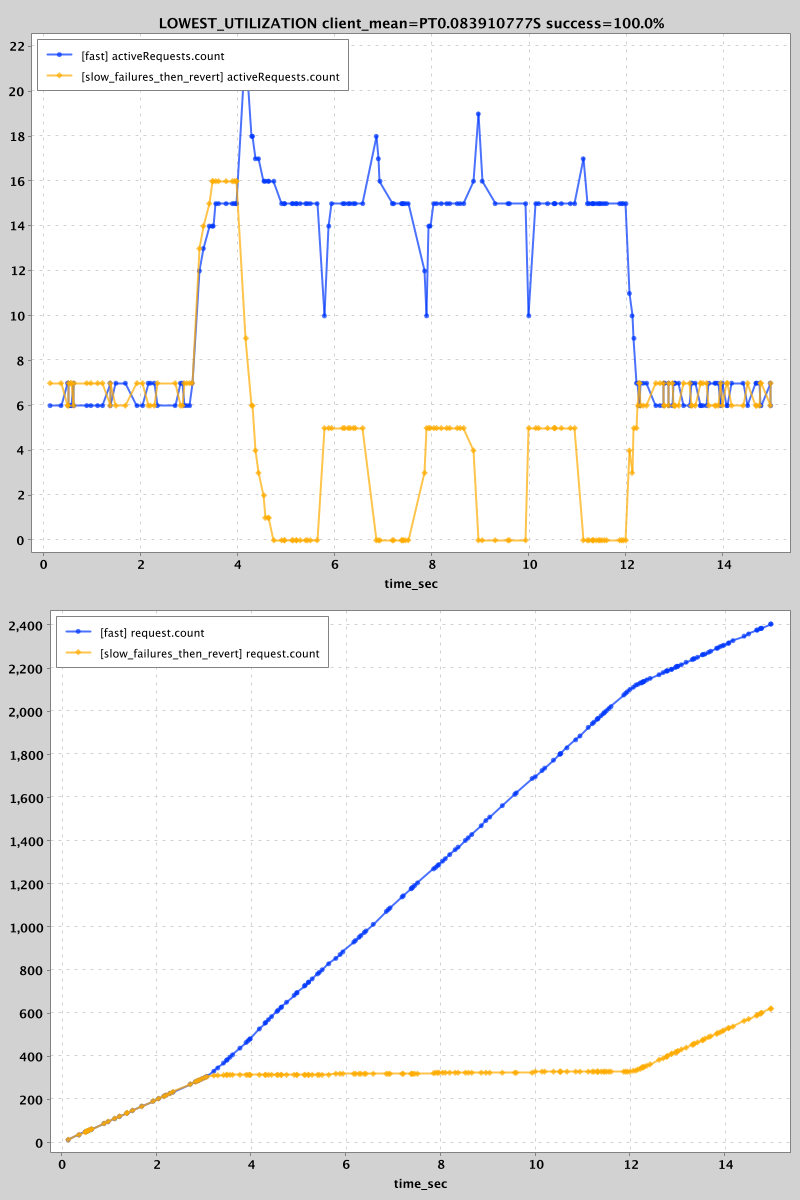 LOWEST_UTILIZATION client_mean=PT0.083910777S success=100.0%
[fast] activeRequests.count
[slow_failures_then_revert] activeRequests.count
22
20
18
16
14
12
10
8
6
4
2
0
0 2 4 6 8 10 12 14
time_sec
[fast] request.count
[slow_failures_then_revert] request.count
2,400
2,200
2,000
1,800
1,600
1,400
1,200
1,000
800
600
400
200
0
0 2 4 6 8 10 12 14
time_sec